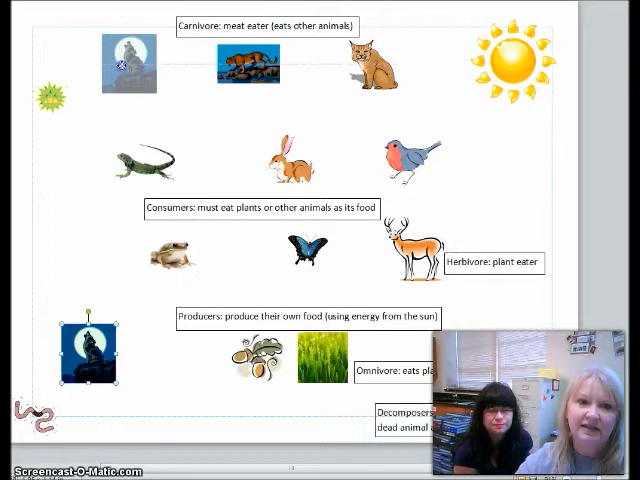 Carnivore: meat eater (eats other animals)
Consumers: must eat plants or other animals as its food
Herbivore: plant eater
Producers: produce their own food (using energy from the sun)
Omnivore: eats
Decomposers
dead animal
Screencast-O-Matic.com